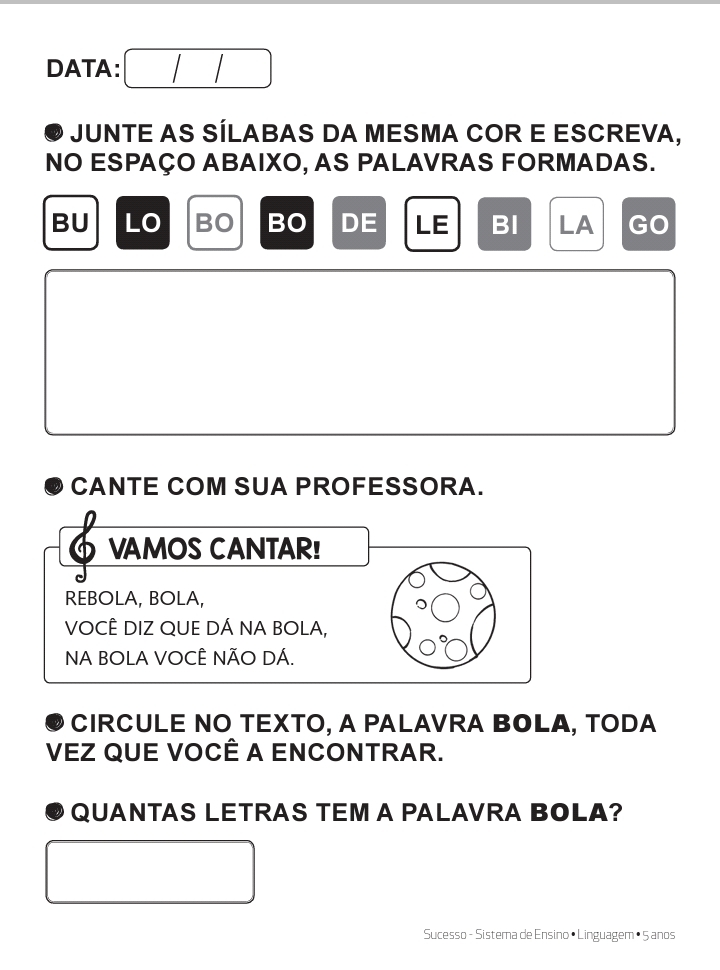 DATA: / /
JUNTE AS SÍLABAS DA MESMA COR E ESCREVA,
NO ESPAÇO ABAIXO, AS PALAVRAS FORMADAS.
BU LO BO BO DE LE BI LA GO
CANTE COM SUA PROFESSORA.
VAMOS CANTAR!
REBOLA, BOLA,
VOCÊ DIZ QUE DÁ NA BOLA,
NA BOLA VOCÊ NÃO DÁ.
CIRCULE NO TEXTO, A PALAVRA BOLA, TODA
VEZ QUE VOCÊ A ENCONTRAR.
QUANTAS LETRAS TEM A PALAVRA BOLA?
Sucesso - Sistema de Ensino • Linguagem • 5 anos